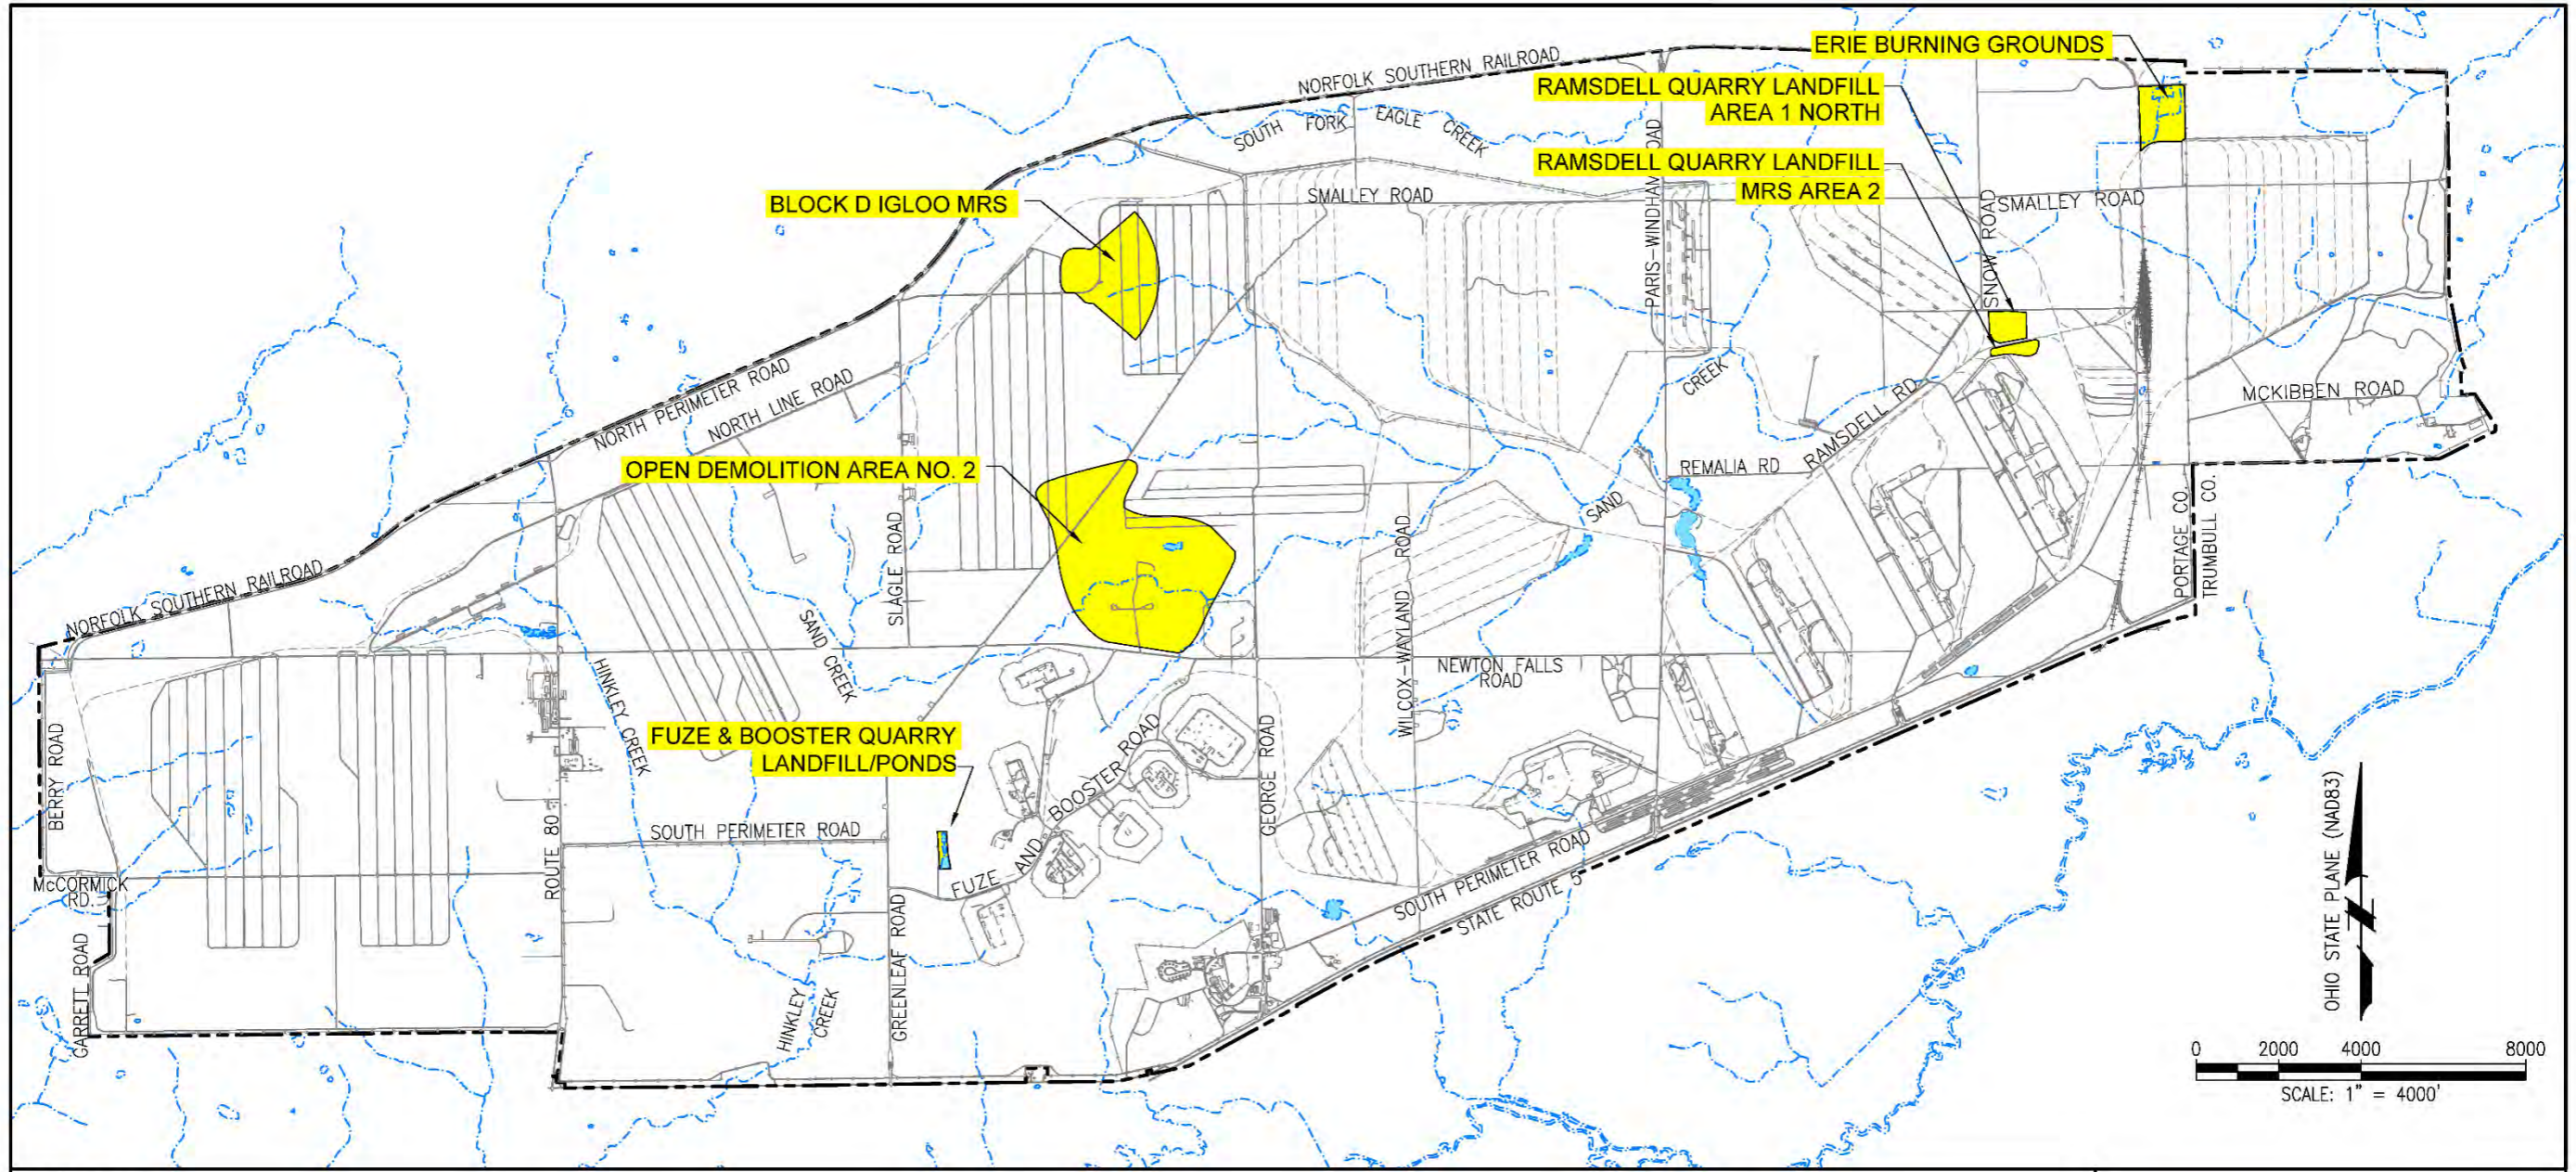 ERIE BURNING GROUNDS
NORFOLK SOUTHERN RAILROAD
RAMSDELL QUARRY LANDFILL
AREA 1 NORTH
SOUTH FORK EAGLE CREEK
RAMSDELL QUARRY LANDFILL
MRS AREA 2
BLOCK D IGLOO MRS
SMALLEY ROAD
SMALLEY ROAD
PARIS-WINDHAM ROAD
SNOW ROAD
NORTH PERIMETER ROAD
NORTH LINE ROAD
CREEK
RAMSDELL RD
MCKIBBEN ROAD
OPEN DEMOLITION AREA NO. 2
REMALIA RD
SAND
SLAGLE ROAD
WILCOX-WAYLAND ROAD
PORTAGE CO.
TRUMBULL CO.
NORFOLK SOUTHERN RAILROAD
SAND CREEK
HINKLEY CREEK
NEWTON FALLS
ROAD
FUZE & BOOSTER QUARRY
LANDFILL/PONDS
BERRY ROAD
ROUTE 80
SOUTH PERIMETER ROAD
FUZE AND BOOSTER ROAD
GEORGE ROAD
McCORMICK
RD.
GARRETT ROAD
GREENLEAF ROAD
HINKLEY
CREEK
SOUTH PERIMETER ROAD
STATE ROUTE 5
OHIO STATE PLANE (NAD83)
N
0 2000 4000 8000
SCALE: 1" = 4000'